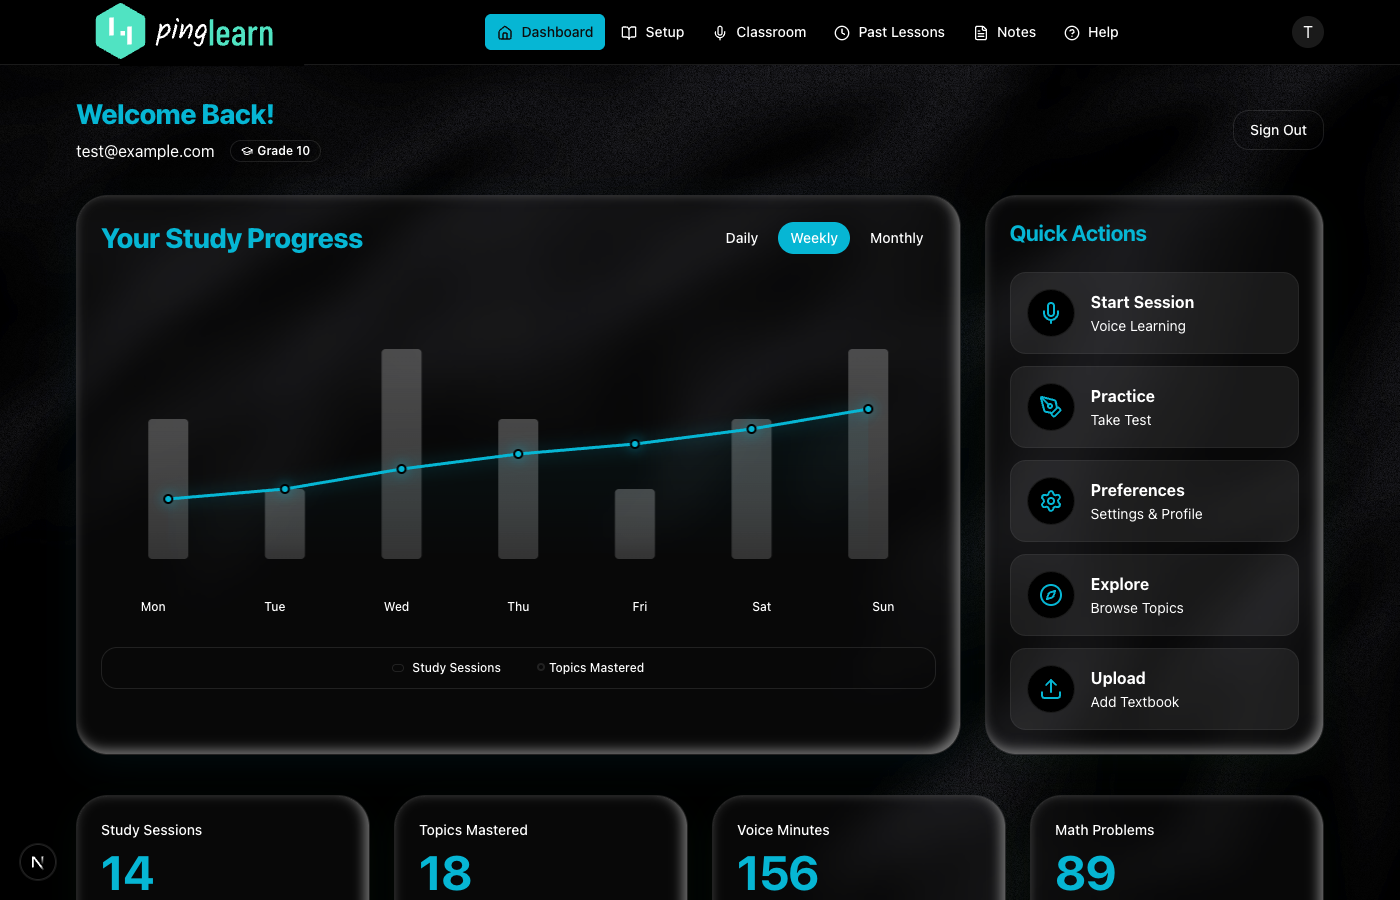 pinglearn
Dashboard
Setup
Classroom
Past Lessons
Notes
Help
T
Welcome Back!
test@example.com
Grade 10
Sign Out
Your Study Progress
Daily
Weekly
Monthly
Mon
Tue
Wed
Thu
Fri
Sat
Sun
Study Sessions
Topics Mastered
Quick Actions
Start Session
Voice Learning
Practice
Take Test
Preferences
Settings & Profile
Explore
Browse Topics
Upload
Add Textbook
Study Sessions
14
Topics Mastered
18
Voice Minutes
156
Math Problems
89
N